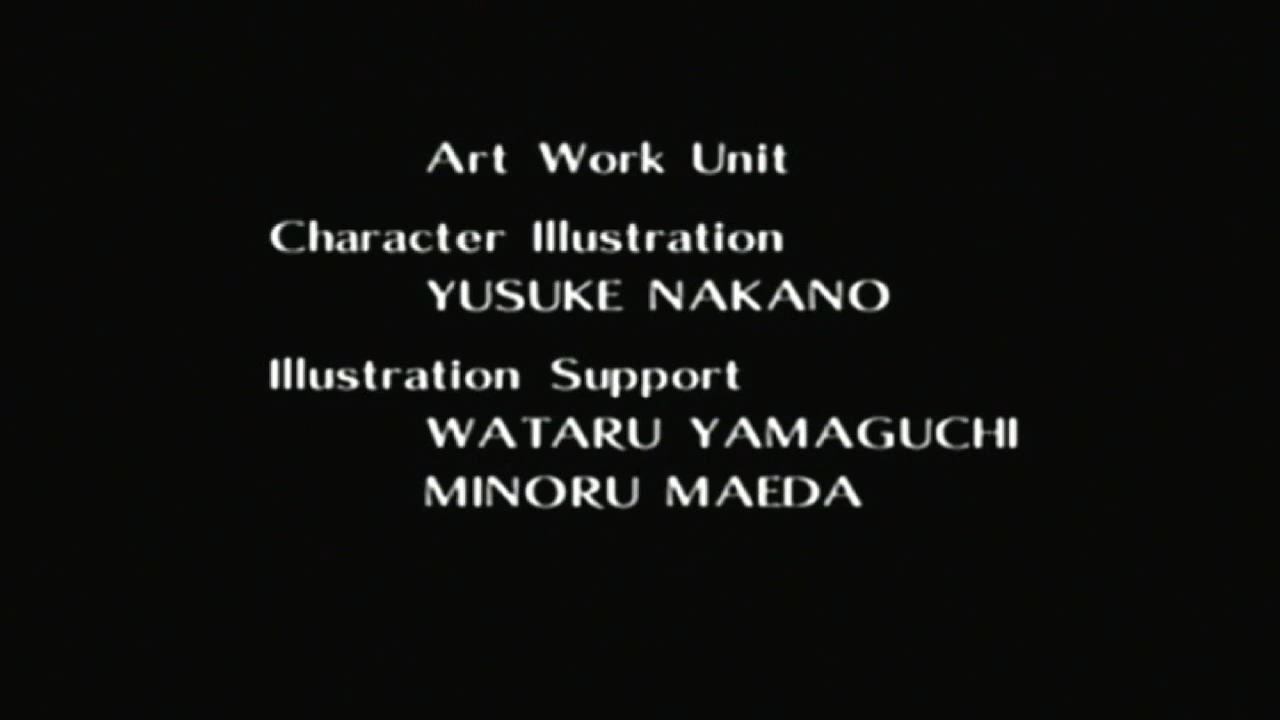 Art Work Unit
Character Illustration
YUSUKE NAKANO
Illustration Support
WATARU YAMAGUCHI
MINORU MAEDA